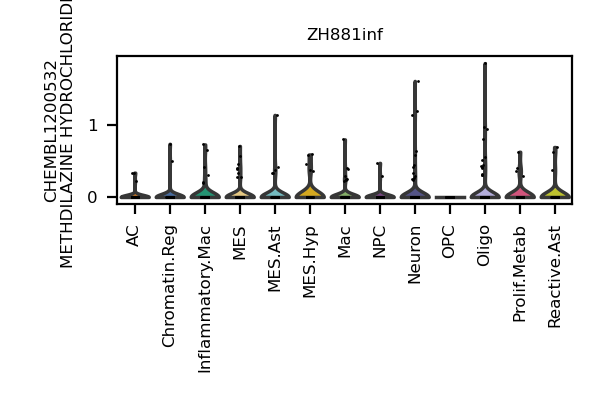 ZH881inf
CHEMBL1200532
METHDILAZINE HYDROCHLORIDE
1
0
AC
Chromatin.Reg
Inflammatory.Mac
MES
MES.Ast
MES.Hyp
Mac
NPC
Neuron
OPC
Oligo
Prolif.Metab
Reactive.Ast